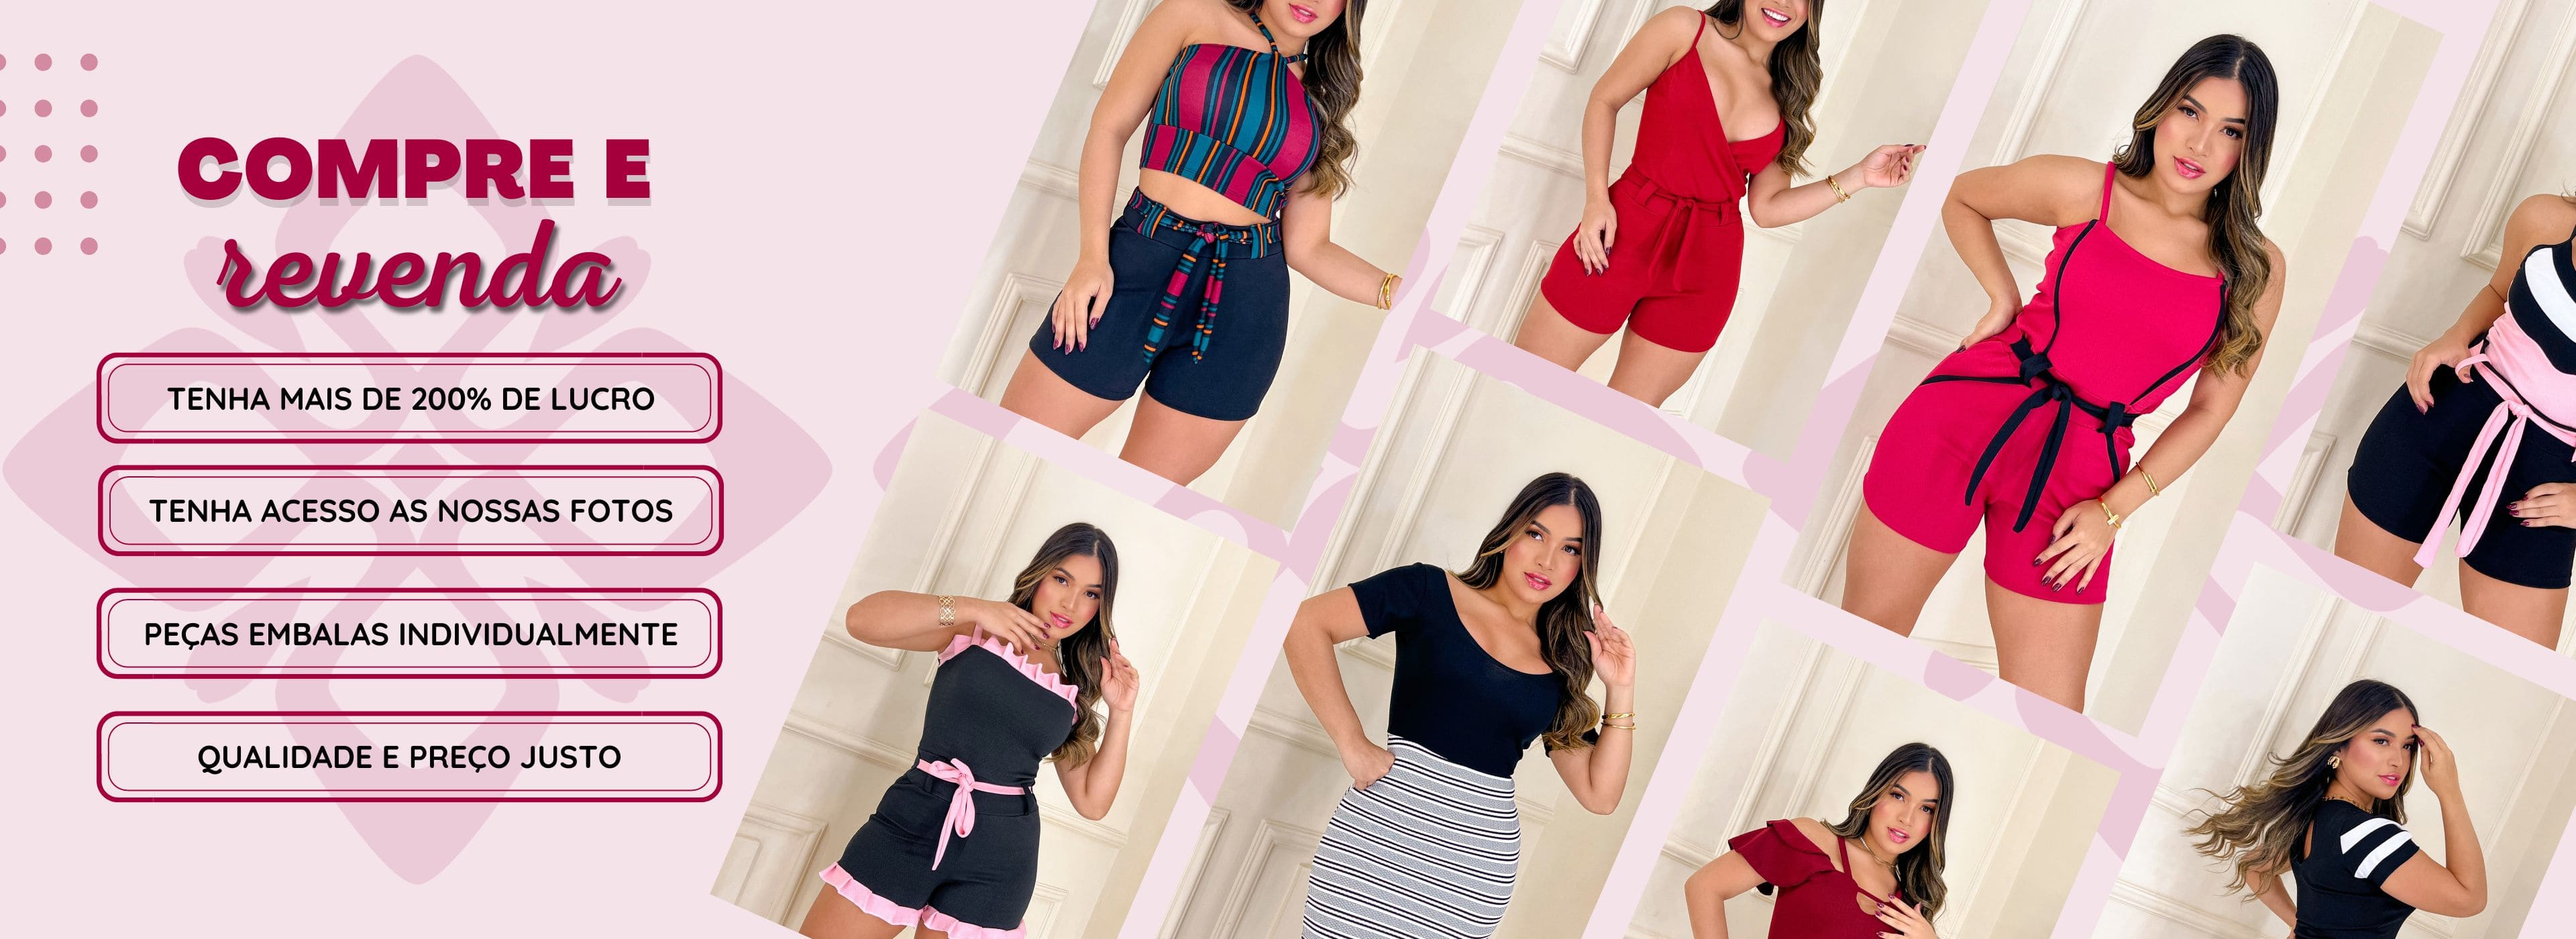 COMPRE E
revenda
TENHA MAIS DE 200% DE LUCRO
TENHA ACESSO AS NOSSAS FOTOS
PEÇAS EMBALAS INDIVIDUALMENTE
QUALIDADE E PREÇO JUSTO